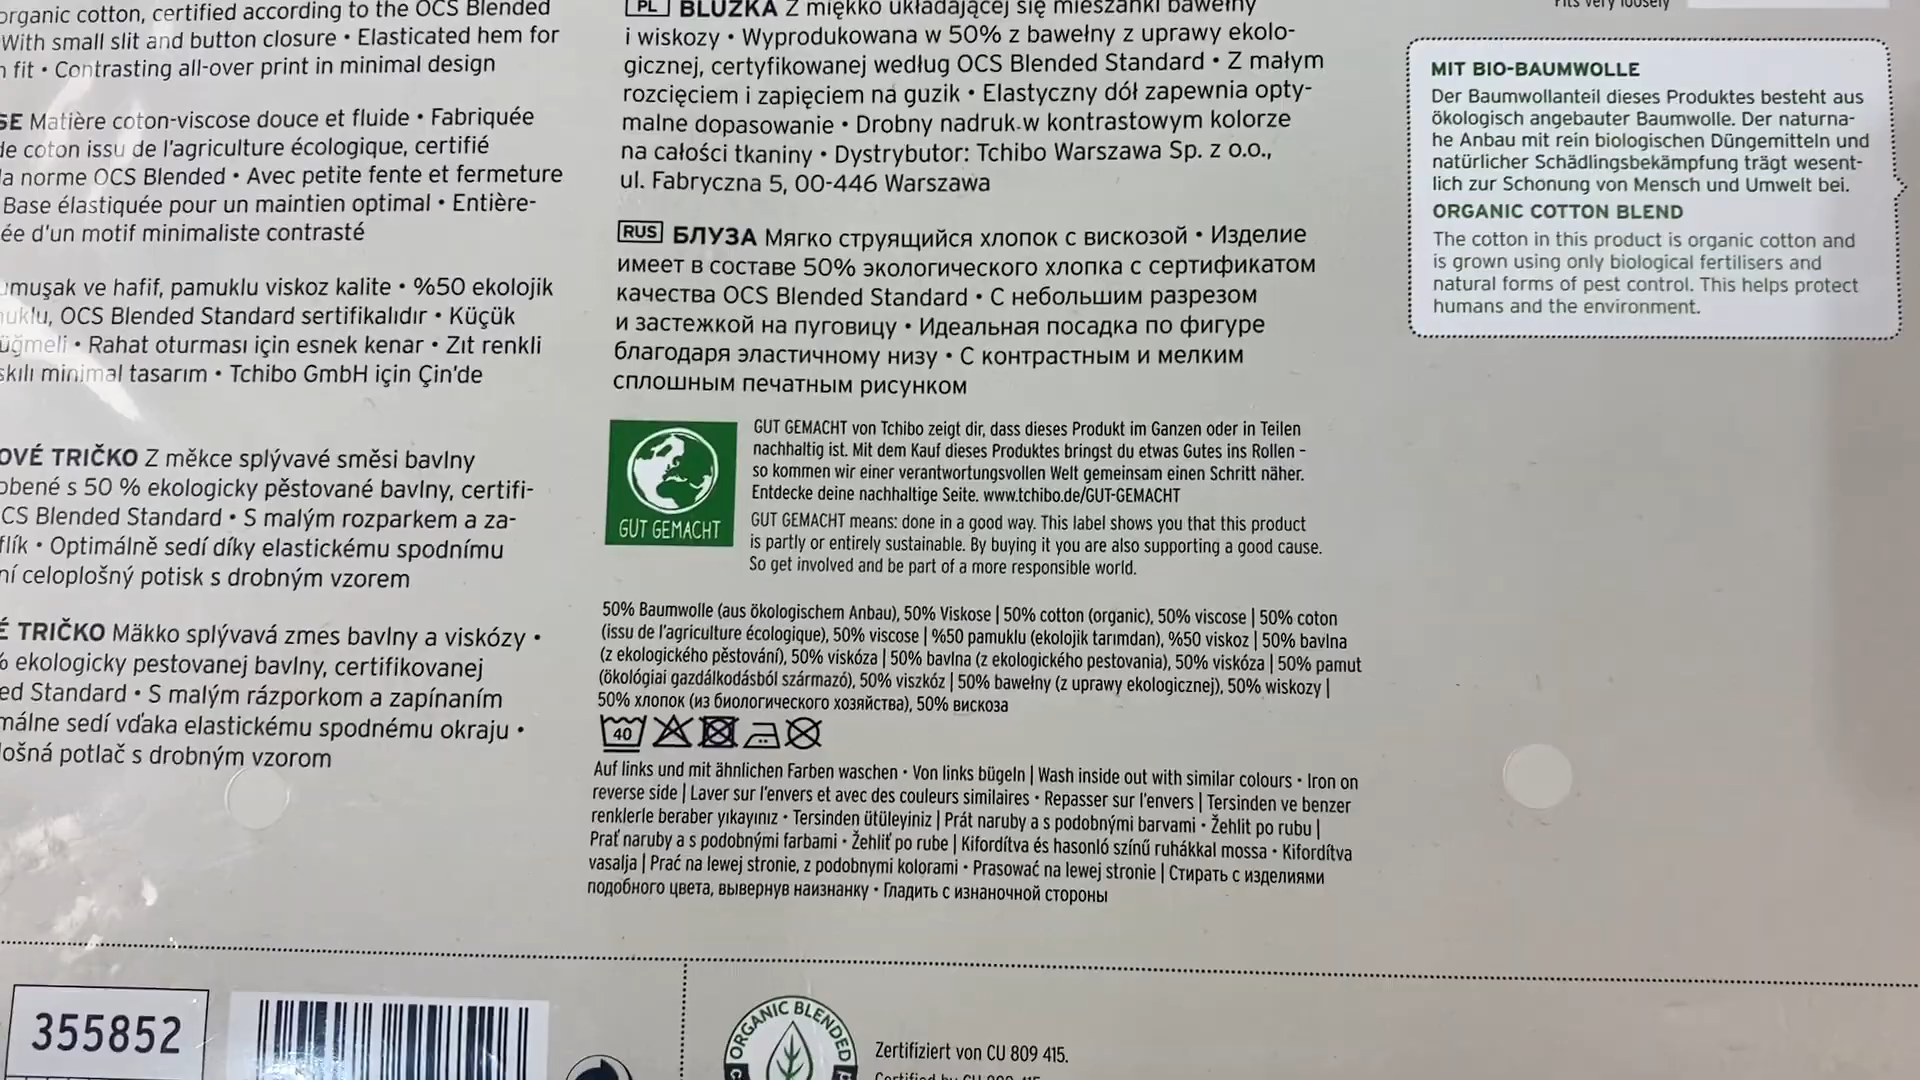 organic cotton, certified according to the OCS Blended
With small slit and button closure • Elasticated hem for
fit • Contrasting all-over print in minimal design
Matière coton-viscose douce et fluide • Fabriquée
de coton issu de l'agriculture écologique, certifié
la norme OCS Blended • Avec petite fente et fermeture
Base élastiquée pour un maintien optimal • Entière-
ée d'un motif minimaliste contrasté
umuşak ve hafif, pamuklu viskoz kalite • %50 ekolojik
uklu, OCS Blended Standard sertifikalıdır • Küçük
üğmeli • Rahat oturması için esnek kenar • Zıt renkli
skılı minimal tasarım • Tchibo GmbH için Çin'de
OVÉ TRIČKO Z měkce splývavé směsi bavlny
obené s 50 % ekologicky pěstované bavlny, certifi-
CS Blended Standard • S malým rozparkem a za-
flík • Optimálně sedí díky elastickému spodnímu
ní celoplošný potisk s drobným vzorem
É TRIČKO Mäkko splývavá zmes bavlny a viskózy •
% ekologicky pestovanej bavlny, certifikovanej
ed Standard • S malým rázporkom a zapínaním
málne sedí vďaka elastickému spodnému okraju •
lošná potlač s drobným vzorom
355852
PL BLUZKA Z miękko układającej się mieszanki bawełny
i wiskozy • Wyprodukowana w 50% z bawełny z uprawy ekolo-
gicznej, certyfikowanej według OCS Blended Standard • Z małym
rozcięciem i zapięciem na guzik • Elastyczny dół zapewnia opty-
malne dopasowanie • Drobny nadruk w kontrastowym kolorze
na całości tkaniny • Dystrybutor: Tchibo Warszawa Sp. z o.o.,
ul. Fabryczna 5, 00-446 Warszawa
RUS БЛУЗА Мягко струящийся хлопок с вискозой • Изделие
имеет в составе 50% экологического хлопка с сертификатом
качества OCS Blended Standard • С небольшим разрезом
и застежкой на пуговицу • Идеальная посадка по фигуре
благодаря эластичному низу • С контрастным и мелким
сплошным печатным рисунком
GUT GEMACHT
GUT GEMACHT von Tchibo zeigt dir, dass dieses Produkt im Ganzen oder in Teilen
nachhaltig ist. Mit dem Kauf dieses Produktes bringst du etwas Gutes ins Rollen -
so kommen wir einer verantwortungsvollen Welt gemeinsam einen Schritt näher.
Entdecke deine nachhaltige Seite. www.tchibo.de/GUT-GEMACHT
GUT GEMACHT means: done in a good way. This label shows you that this product
is partly or entirely sustainable. By buying it you are also supporting a good cause.
So get involved and be part of a more responsible world.
50% Baumwolle (aus ökologischem Anbau), 50% Viskose | 50% cotton (organic), 50% viscose | 50% coton
(issu de l'agriculture écologique), 50% viscose | %50 pamuklu (ekolojik tarımdan), %50 viskoz | 50% bavlna
(z ekologického pěstování), 50% viskóza | 50% bavlna (z ekologického pestovania), 50% viskóza | 50% pamut
(ökológiai gazdálkodásból származó), 50% viszkóz | 50% bawełny (z uprawy ekologicznej), 50% wiskozy |
50% хлопок (из биологического хозяйства), 50% вискоза
40
Auf links und mit ähnlichen Farben waschen • Von links bügeln | Wash inside out with similar colours • Iron on
reverse side | Laver sur l'envers et avec des couleurs similaires • Repasser sur l'envers | Tersinden ve benzer
renklerle beraber yıkayınız • Tersinden ütüleyiniz | Prát naruby a s podobnými barvami • Žehlit po rubu |
Prať naruby a s podobnými farbami • Žehliť po rube | Kifordítva és hasonló színű ruhákkal mossa • Kifordítva
vasalja | Prać na lewej stronie, z podobnymi kolorami • Prasować na lewej stronie | Стирать с изделиями
подобного цвета, вывернув наизнанку • Гладить с изнаночной стороны
ORGANIC BLENDED
Zertifiziert von CU 809 415.
Certified by CU 809 415.
Fits very loosely
MIT BIO-BAUMWOLLE
Der Baumwollanteil dieses Produktes besteht aus
ökologisch angebauter Baumwolle. Der naturna-
he Anbau mit rein biologischen Düngemitteln und
natürlicher Schädlingsbekämpfung trägt wesent-
lich zur Schonung von Mensch und Umwelt bei.
ORGANIC COTTON BLEND
The cotton in this product is organic cotton and
is grown using only biological fertilisers and
natural forms of pest control. This helps protect
humans and the environment.